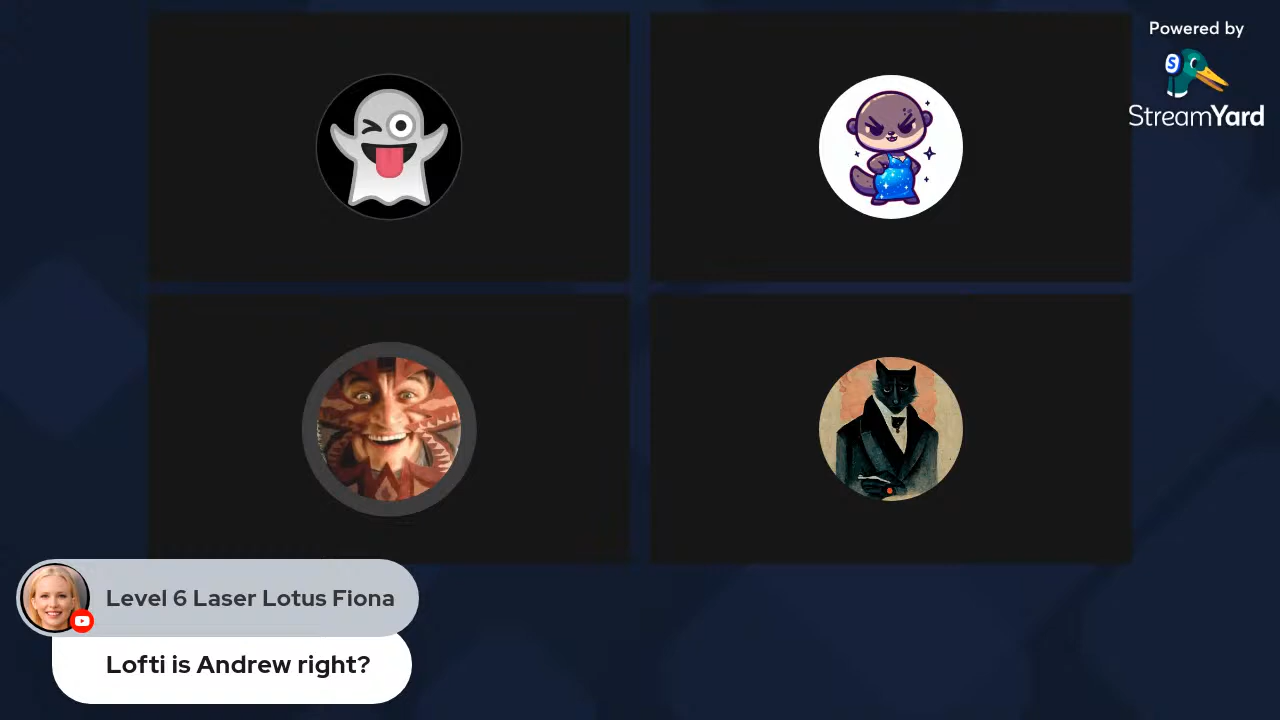 Powered by
S
StreamYard
Level 6 Laser Lotus Fiona
Lofti is Andrew right?